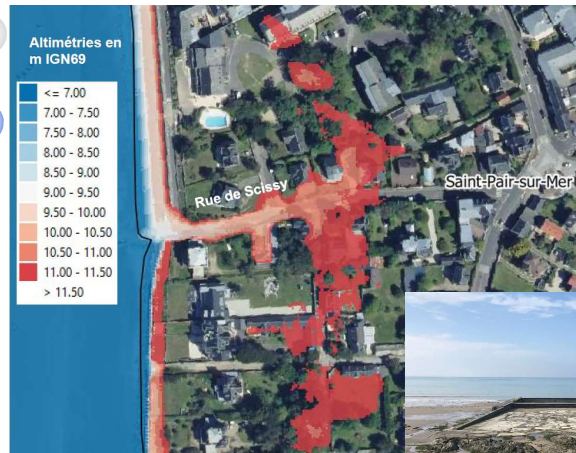 Altimétries en
m IGN69
<= 7.00
7.00 - 7.50
7.50 - 8.00
8.00 - 8.50
8.50 - 9.00
9.00 - 9.50
9.50 - 10.00
10.00 - 10.50
10.50 - 11.00
11.00 - 11.50
> 11.50
Rue de Scissy
Saint-Pair-sur-Mer